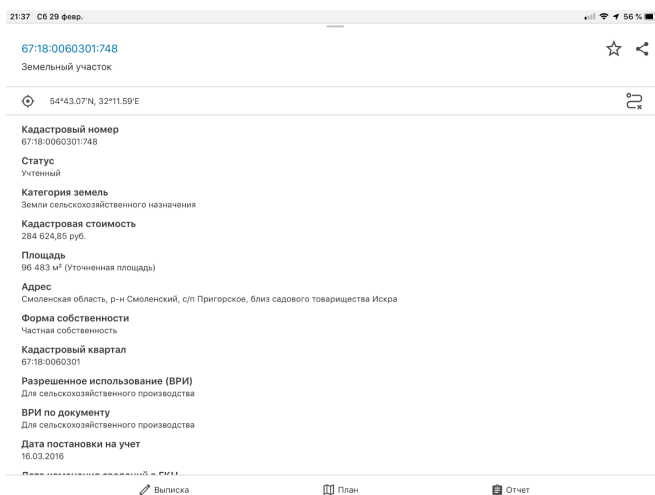 21:37 Сб 29 февр.
56 %
67:18:0060301:748
Земельный участок
54°43.07'N, 32°11.59'E
Кадастровый номер
67:18:0060301:748
Статус
Учтенный
Категория земель
Земли сельскохозяйственного назначения
Кадастровая стоимость
284 624,85 руб.
Площадь
96 483 м² (Уточненная площадь)
Адрес
Смоленская область, р-н Смоленский, с/п Пригорское, близ садового товарищества Искра
Форма собственности
Частная собственность
Кадастровый квартал
67:18:0060301
Разрешенное использование (ВРИ)
Для сельскохозяйственного производства
ВРИ по документу
Для сельскохозяйственного производства
Дата постановки на учет
16.03.2016
Дата изменения сведений в ГКН
Выписка
План
Отчет